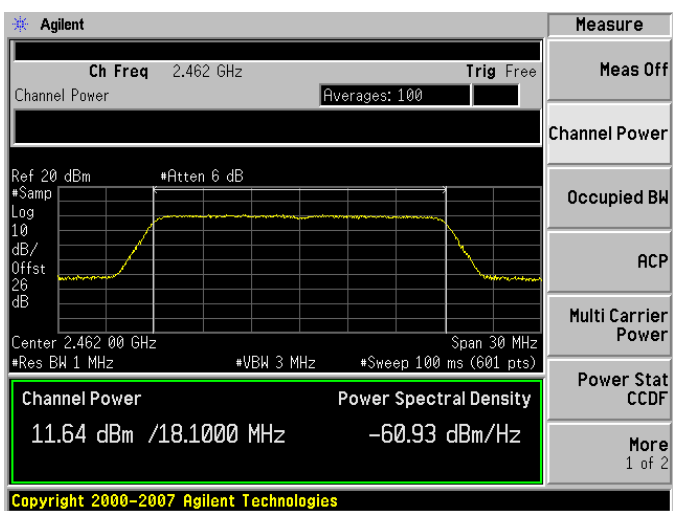 Agilent
Measure
Ch Freq 2.462 GHz Trig Free
Channel Power Averages: 100
Ref 20 dBm #Atten 6 dB
#Samp
Log
10
dB/
Offst
26
dB
Center 2.462 00 GHz Span 30 MHz
#Res BW 1 MHz #VBW 3 MHz #Sweep 100 ms (601 pts)
Channel Power Power Spectral Density
11.64 dBm /18.1000 MHz -60.93 dBm/Hz
Copyright 2000-2007 Agilent Technologies
Meas Off
Channel Power
Occupied BW
ACP
Multi Carrier
Power
Power Stat
CCDF
More
1 of 2